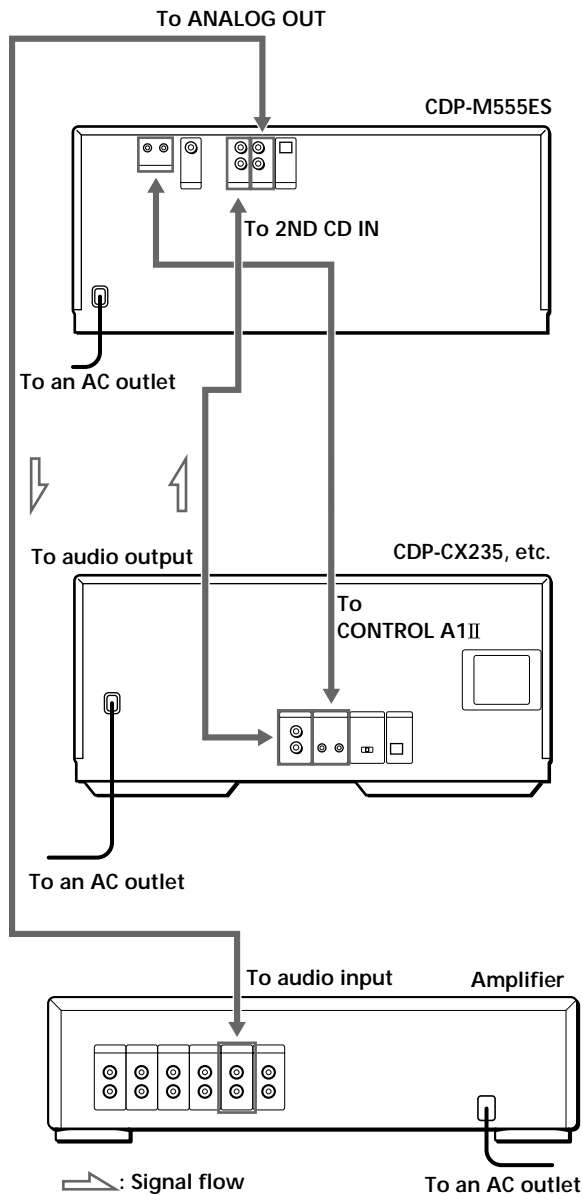 To ANALOG OUT
CDP-M555ES
To 2ND CD IN
To an AC outlet
To audio output
CDP-CX235, etc.
To
CONTROL A1Ⅱ
To an AC outlet
To audio input
Amplifier
: Signal flow
To an AC outlet